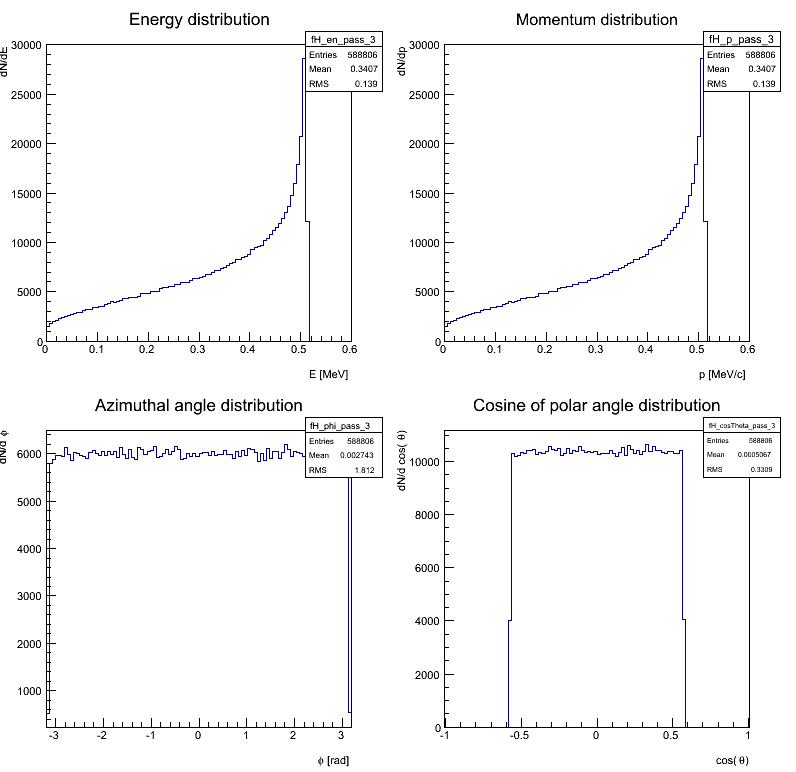 Energy distribution
dN/dE
fH_en_pass_3
Entries 588806
Mean 0.3407
RMS 0.139
30000
25000
20000
15000
10000
5000
0
0 0.1 0.2 0.3 0.4 0.5 0.6
E [MeV]
Momentum distribution
dN/dp
fH_p_pass_3
Entries 588806
Mean 0.3407
RMS 0.139
30000
25000
20000
15000
10000
5000
0
0 0.1 0.2 0.3 0.4 0.5 0.6
p [MeV/c]
Azimuthal angle distribution
dN/d ϕ
fH_phi_pass_3
Entries 588806
Mean 0.002743
RMS 1.812
6000
5000
4000
3000
2000
1000
-3 -2 -1 0 1 2 3
ϕ [rad]
Cosine of polar angle distribution
dN/d cos( θ)
fH_cosTheta_pass_3
Entries 588806
Mean 0.0005067
RMS 0.3309
10000
8000
6000
4000
2000
0
-1 -0.5 0 0.5 1
cos( θ)